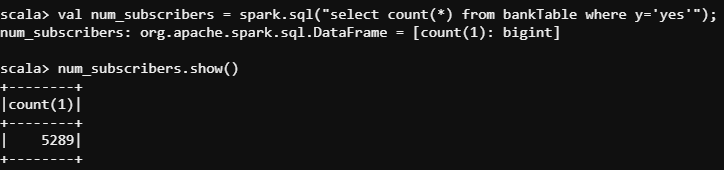 scala> val num_subscribers = spark.sql("select count(*) from bankTable where y='yes'");
num_subscribers: org.apache.spark.sql.DataFrame = [count(1): bigint]
scala> num_subscribers.show()
+--------+
|count(1)|
+--------+
|    5289|
+--------+